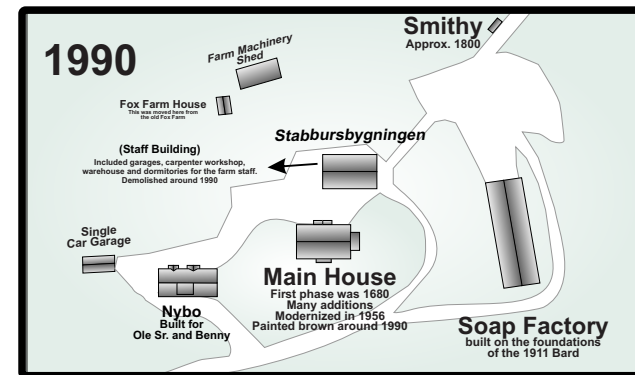 1990
Farm Machinery
Shed
Smithy
Approx. 1800
Fox Farm House
This was moved here from
the old Fox Farm
Stabbursbygningen
(Staff Building)
Included garages, carpenter workshop,
warehouse and dormitories for the farm staff.
Demolished around 1990
Single
Car Garage
Nybo
Built for
Ole Sr. and Benny
Main House
First phase was 1680
Many additions
Modernized in 1956
Painted brown around 1990
Soap Factory
built on the foundations
of the 1911 Bard